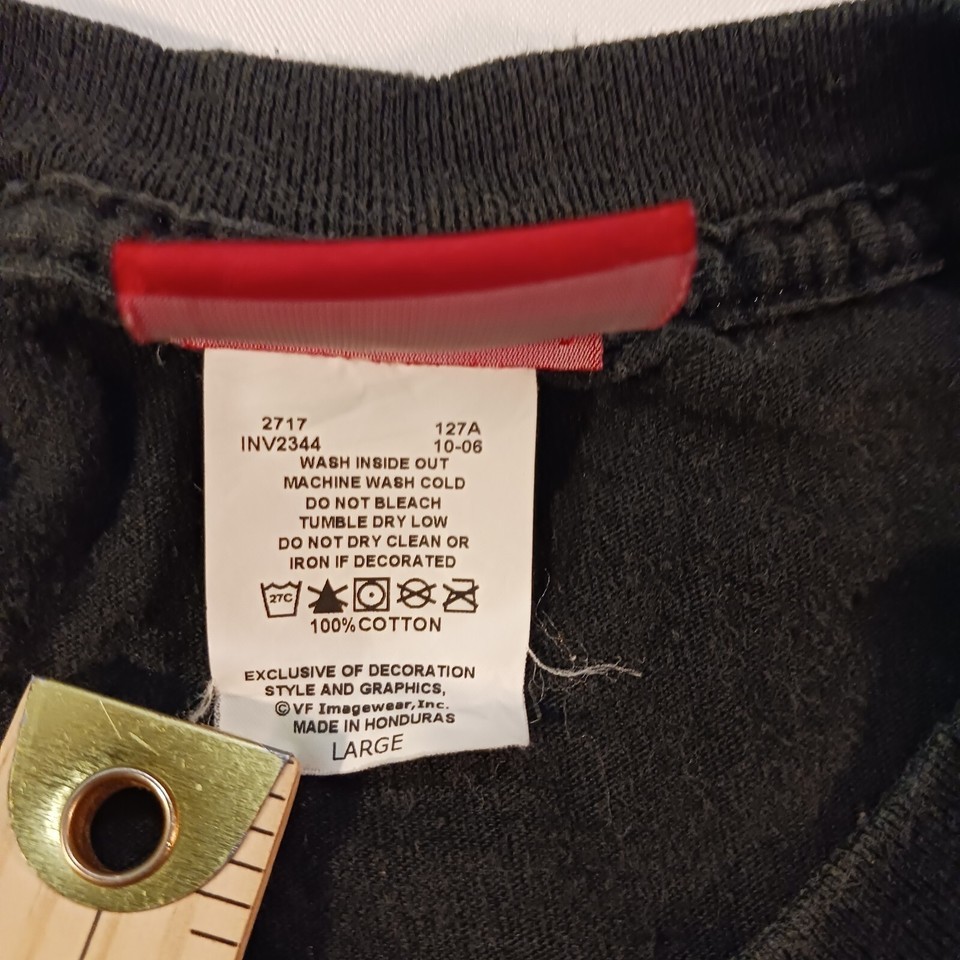 2717 127A
INV2344 10-06
WASH INSIDE OUT
MACHINE WASH COLD
DO NOT BLEACH
TUMBLE DRY LOW
DO NOT DRY CLEAN OR
IRON IF DECORATED
27C
100% COTTON
EXCLUSIVE OF DECORATION
STYLE AND GRAPHICS,
©VF Imagewear,Inc.
MADE IN HONDURAS
LARGE